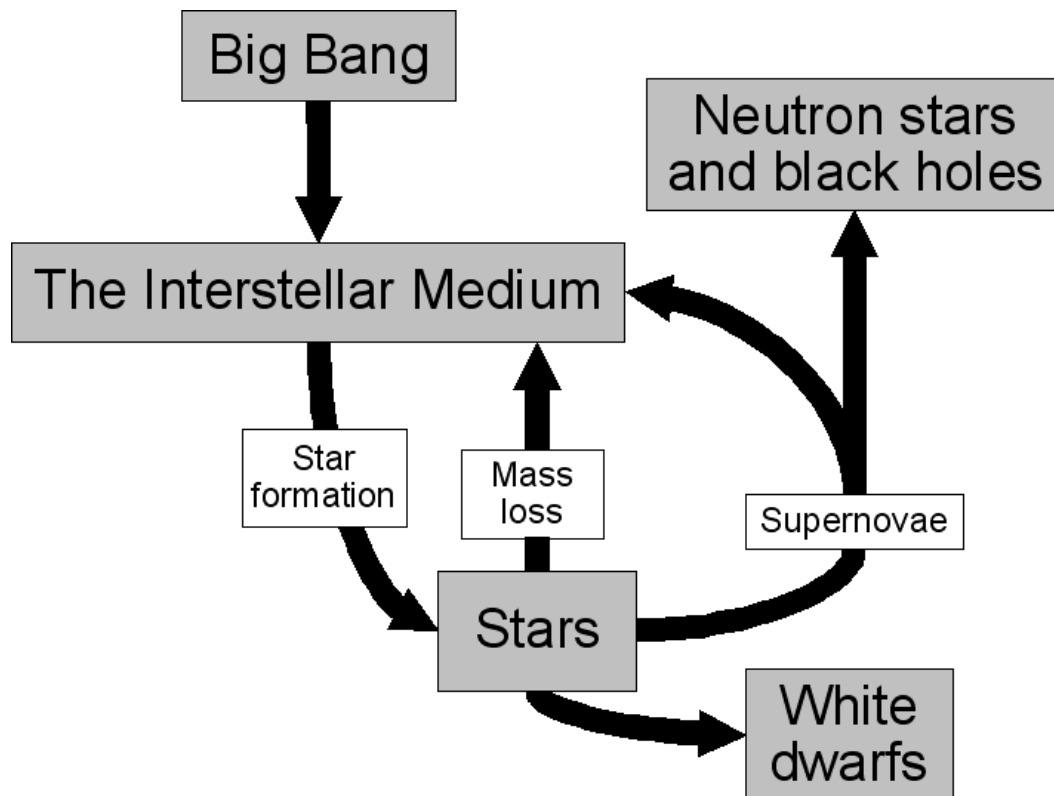 Big Bang
Neutron stars
and black holes
The Interstellar Medium
Star
formation
Mass
loss
Supernovae
Stars
White
dwarfs